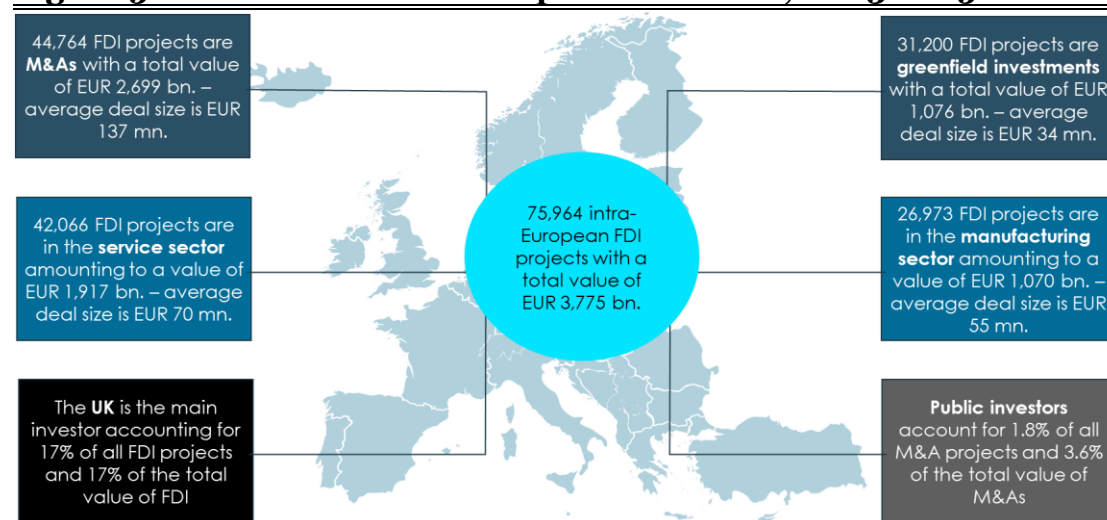 44,764 FDI projects are
M&As with a total value
of EUR 2,699 bn. –
average deal size is EUR
137 mn.
31,200 FDI projects are
greenfield investments
with a total value of EUR
1,076 bn. – average
deal size is EUR 34 mn.
75,964 intra-
European FDI
projects with a
total value of
EUR 3,775 bn.
42,066 FDI projects are
in the service sector
amounting to a value of
EUR 1,917 bn. – average
deal size is EUR 70 mn.
26,973 FDI projects are
in the manufacturing
sector amounting to a
value of EUR 1,070 bn. –
average deal size is EUR
55 mn.
The UK is the main
investor accounting for
17% of all FDI projects
and 17% of the total
value of FDI
Public investors
account for 1.8% of all
M&A projects and 3.6%
of the total value of
M&As